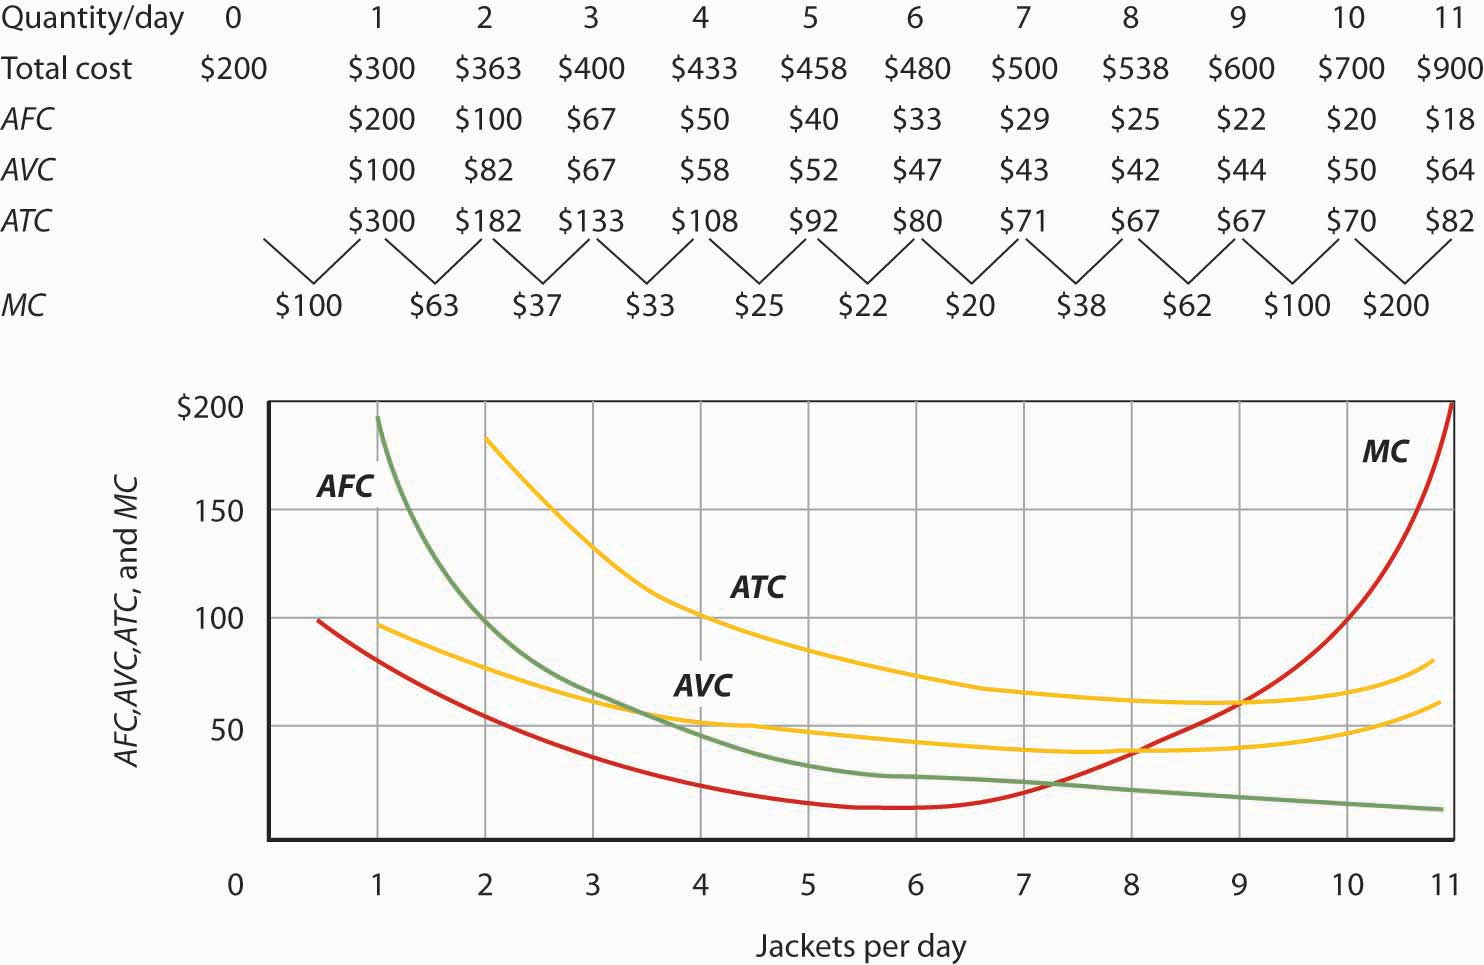 Quantity/day 0 1 2 3 4 5 6 7 8 9 10 11
Total cost $200 $300 $363 $400 $433 $458 $480 $500 $538 $600 $700 $900
AFC $200 $100 $67 $50 $40 $33 $29 $25 $22 $20 $18
AVC $100 $82 $67 $58 $52 $47 $43 $42 $44 $50 $64
ATC $300 $182 $133 $108 $92 $80 $71 $67 $67 $70 $82
MC $100 $63 $37 $33 $25 $22 $20 $38 $62 $100 $200
$200
150
100
50
AFC,AVC,ATC, and MC
MC
AFC
ATC
AVC
0 1 2 3 4 5 6 7 8 9 10 11
Jackets per day